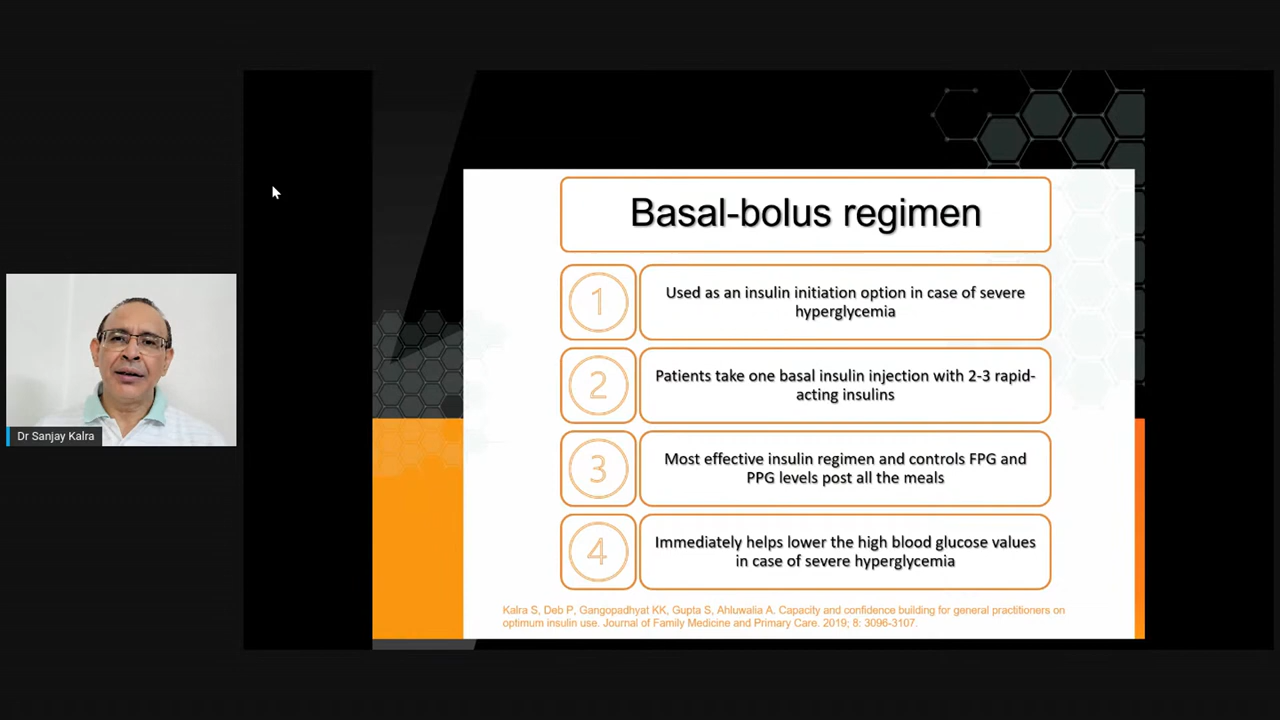 Basal-bolus regimen
1
Used as an insulin initiation option in case of severe
hyperglycemia
2
Patients take one basal insulin injection with 2-3 rapid-
acting insulins
3
Most effective insulin regimen and controls FPG and
PPG levels post all the meals
4
Immediately helps lower the high blood glucose values
in case of severe hyperglycemia
Kalra S, Deb P, Gangopadhyat KK, Gupta S, Ahluwalia A. Capacity and confidence building for general practitioners on
optimum insulin use. Journal of Family Medicine and Primary Care. 2019; 8: 3096-3107.
Dr Sanjay Kalra